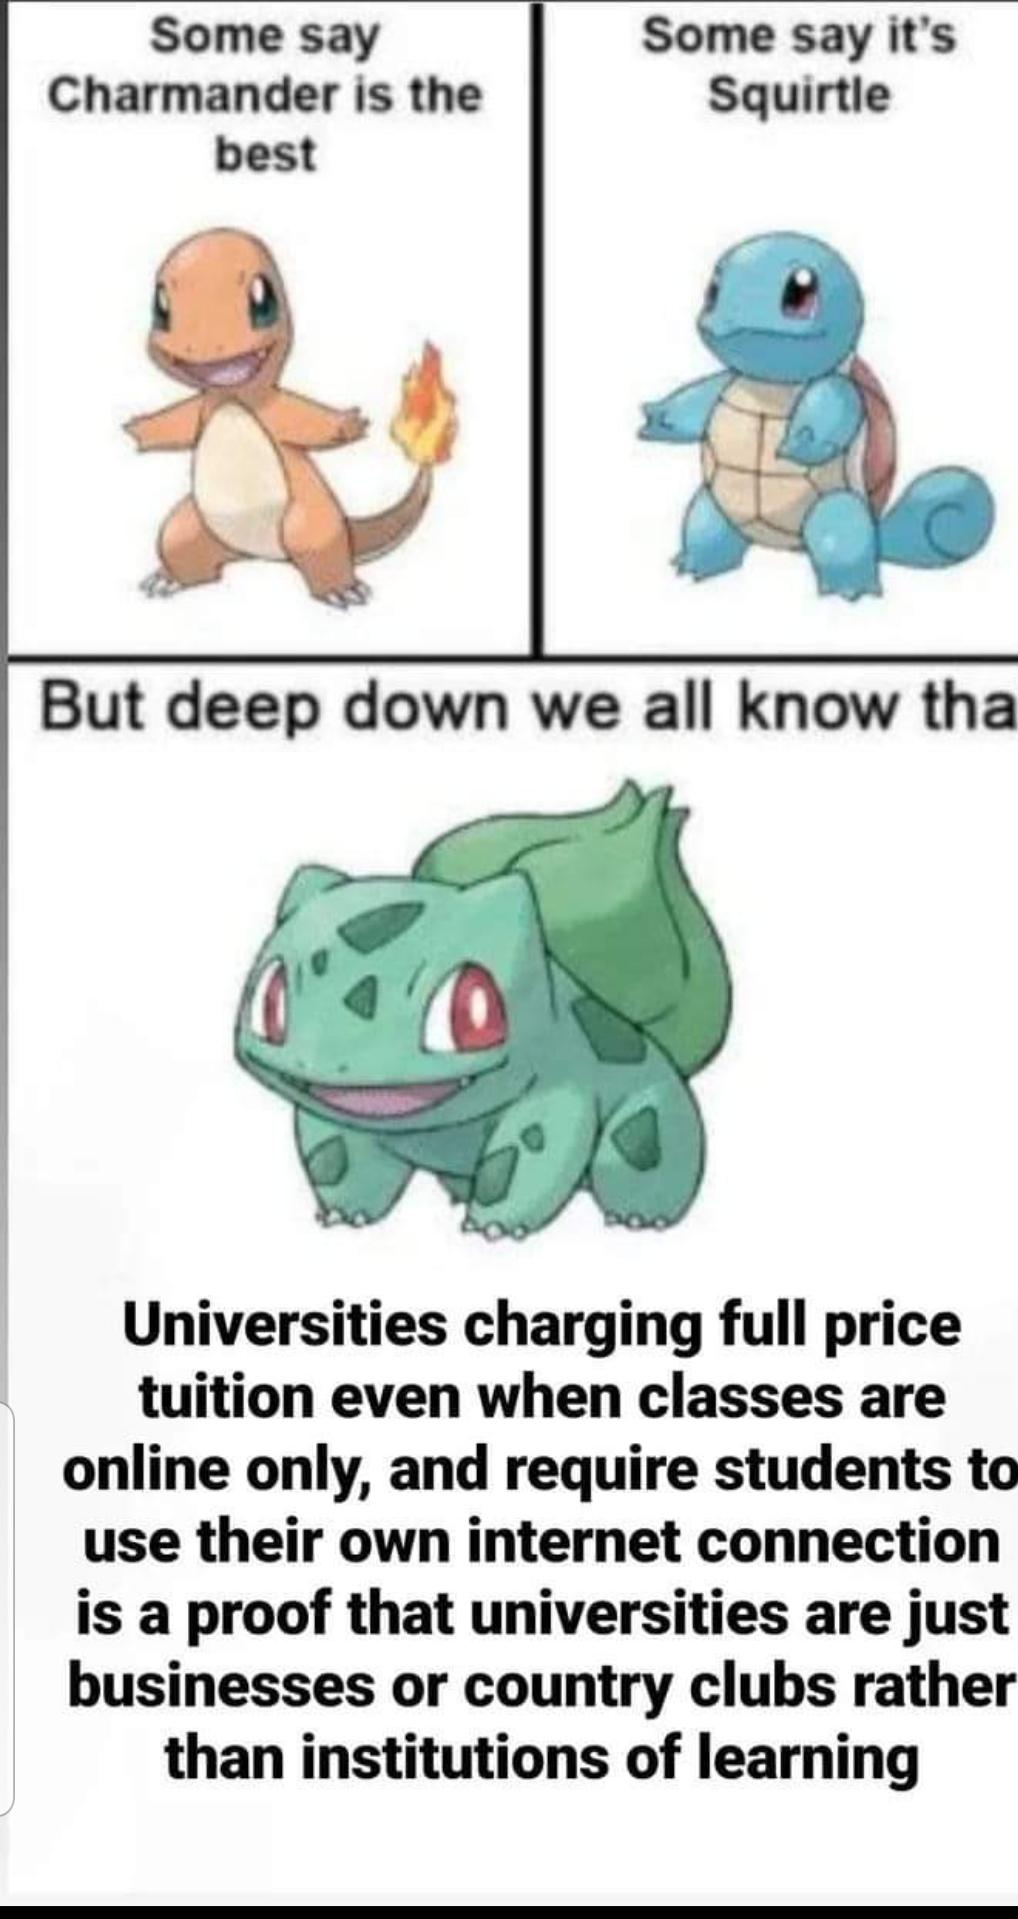 Some say
Charmander is the
best
Some say it's
Squirtle
But deep down we all know tha
Universities charging full price
tuition even when classes are
online only, and require students to
use their own internet connection
is a proof that universities are just
businesses or country clubs rather
than institutions of learning